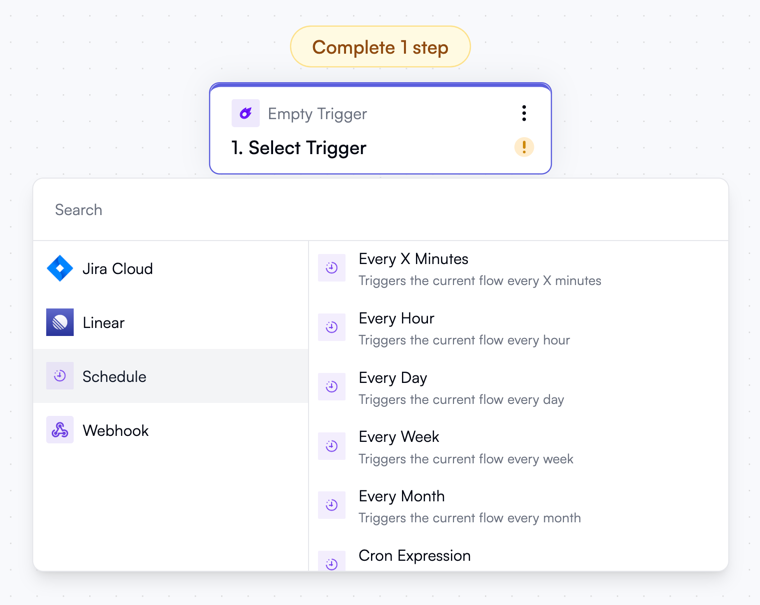 Complete 1 step
Empty Trigger
1. Select Trigger
Search
Jira Cloud
Linear
Schedule
Webhook
Every X Minutes
Triggers the current flow every X minutes
Every Hour
Triggers the current flow every hour
Every Day
Triggers the current flow every day
Every Week
Triggers the current flow every week
Every Month
Triggers the current flow every month
Cron Expression